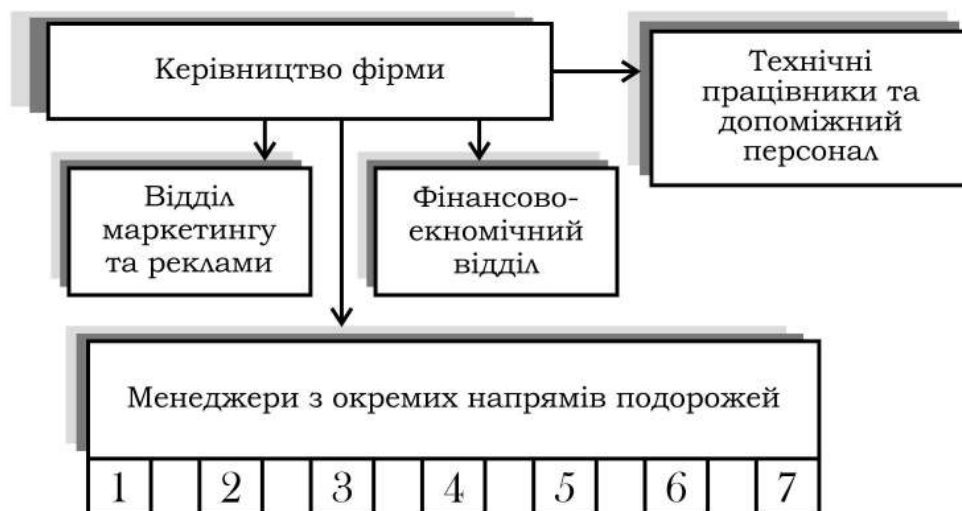 Керівництво фірми
Технічні
працівники та
допоміжний
персонал
Відділ
маркетингу
та реклами
Фінансово-
екномічний
відділ
Менеджери з окремих напрямів подорожей
1 2 3 4 5 6 7